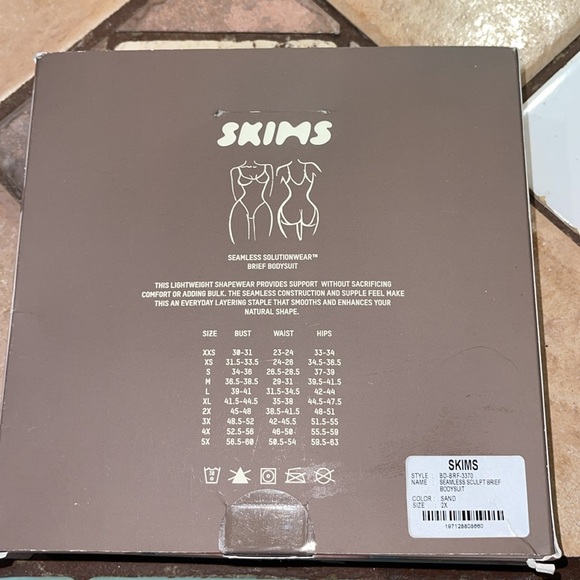 SKIMS
SEAMLESS SOLUTIONWEAR™
BRIEF BODYSUIT
THIS LIGHTWEIGHT SHAPEWEAR PROVIDES SUPPORT WITHOUT SACRIFICING
COMFORT OR ADDING BULK. THE SEAMLESS CONSTRUCTION AND SUPPLE FEEL MAKE
THIS AN EVERYDAY LAYERING STAPLE THAT SMOOTHS AND ENHANCES YOUR
NATURAL SHAPE.
SIZE BUST WAIST HIPS
XXS 30-31 23-24 33-34
XS 31.5-33.5 24-26 34.5-36.5
S 34-36 26.5-28.5 37-39
M 36.5-38.5 29-31 39.5-41.5
L 39-41 31.5-34.5 42-44
XL 41.5-44.5 35-38 44.5-47.5
2X 45-48 38.5-41.5 48-51
3X 48.5-52 42-45.5 51.5-55
4X 52.5-56 46-50 55.5-59
5X 56.5-60 50.5-54 59.5-63
SKIMS
STYLE : BD-BRF-3370
NAME : SEAMLESS SCULPT BRIEF
BODYSUIT
COLOR : SAND
SIZE : 2X